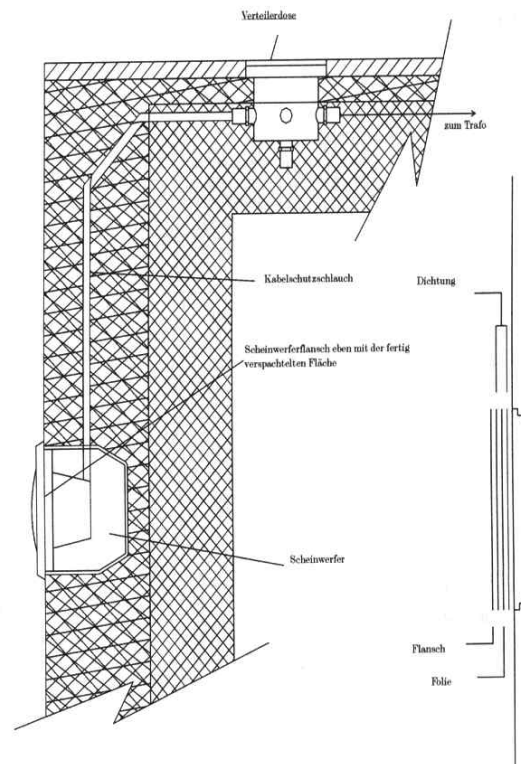 Verteilerdose
zum Trafo
Kabelschutzschlauch
Dichtung
Scheinwerferflansch eben mit der fertig
verspachtelten Fläche
Scheinwerfer
Flansch
Folie